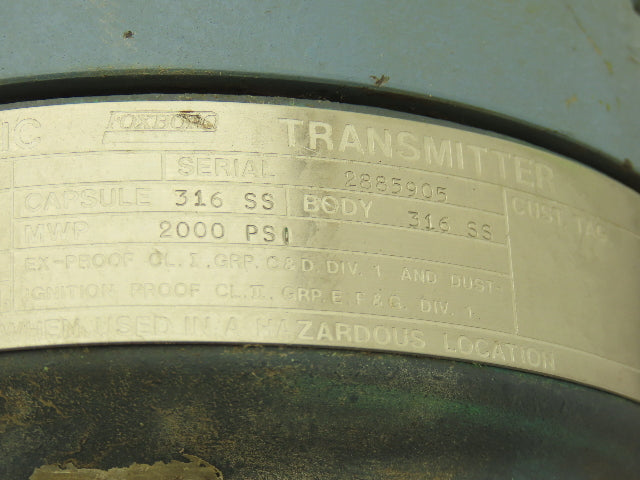 IC FOXBORO TRANSMITTER
SERIAL 2885905
CAPSULE 316 SS BODY 316 SS CUST. TAG
MWP 2000 PSI
EX-PROOF CL. I, GRP. C & D, DIV. 1 AND DUST-
IGNITION PROOF CL. II, GRP. E, F & G, DIV. 1.
WHEN USED IN A HAZARDOUS LOCATION